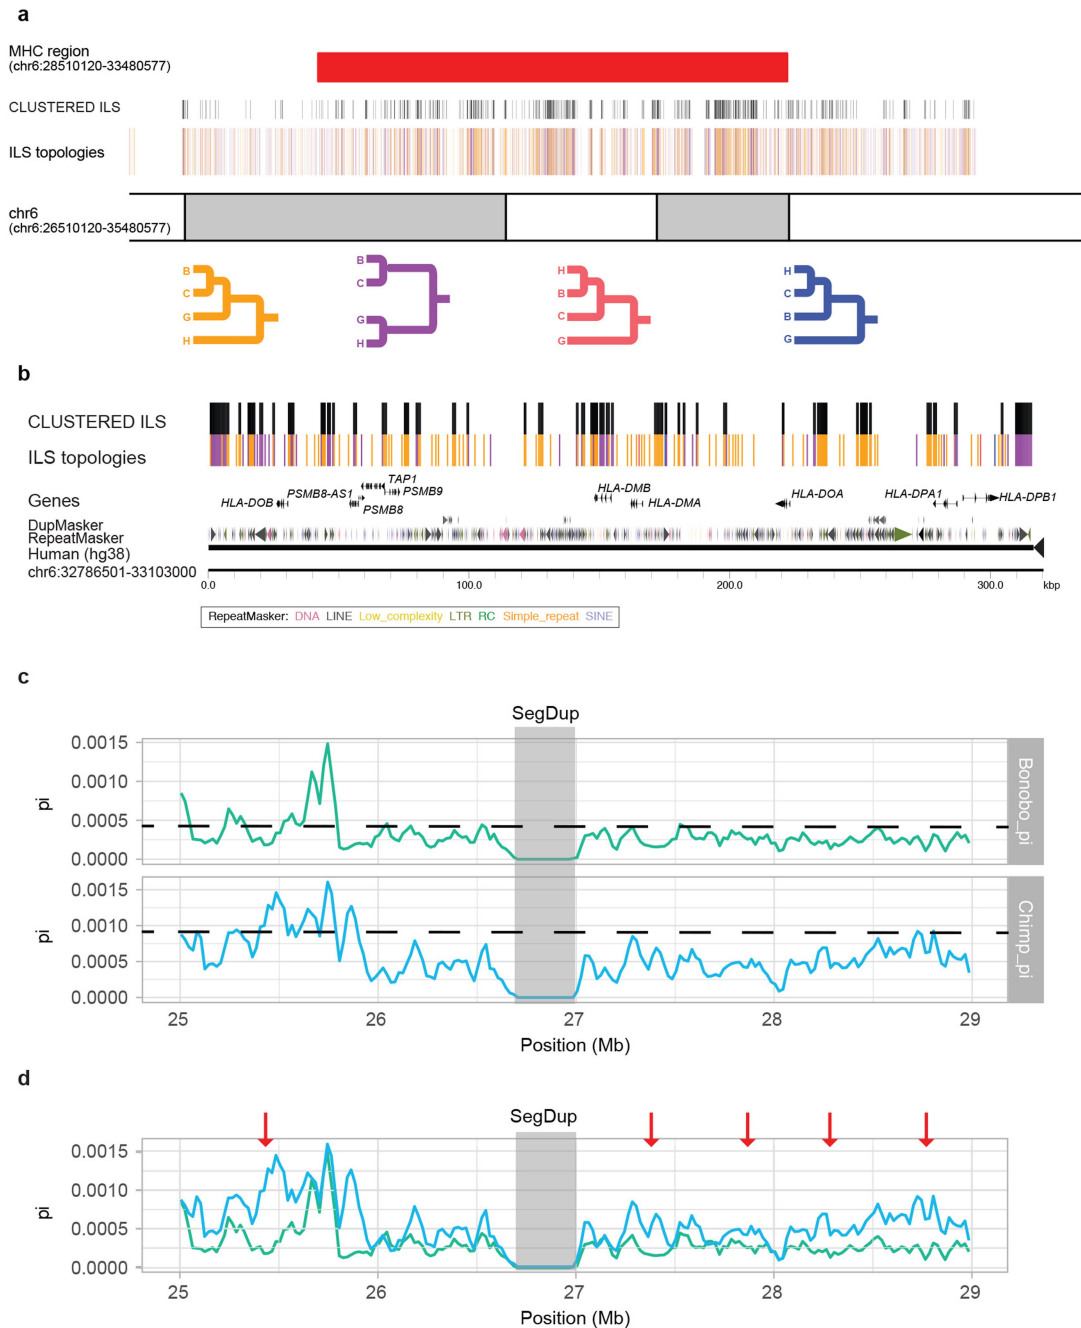 a
MHC region
(chr6:28510120-33480577)
CLUSTERED ILS
ILS topologies
chr6
(chr6:26510120-35480577)
B
C
G
H
B
C
G
H
H
B
C
G
H
C
B
G
b
CLUSTERED ILS
ILS topologies
Genes
HLA-DOB
PSMB8-AS1
TAP1
PSMB9
PSMB8
HLA-DMB
HLA-DMA
HLA-DOA
HLA-DPA1
HLA-DPB1
DupMasker
RepeatMasker
Human (hg38)
chr6:32786501-33103000
0.0 100.0 200.0 300.0 kbp
RepeatMasker: DNA LINE Low_complexity LTR RC Simple_repeat SINE
c
SegDup
0.0015
0.0010
0.0005
0.0000
pi
Bonobo_pi
0.0015
0.0010
0.0005
0.0000
pi
Chimp_pi
25 26 27 28 29
Position (Mb)
d
SegDup
0.0015
0.0010
0.0005
0.0000
pi
25 26 27 28 29
Position (Mb)